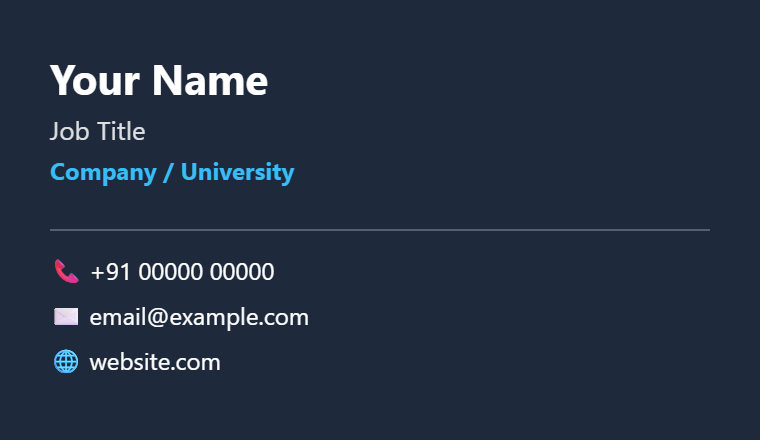 Your Name
Job Title
Company / University
+91 00000 00000
email@example.com
website.com